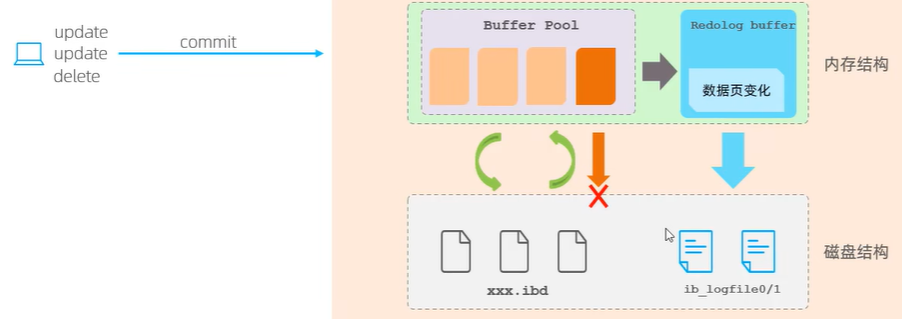 update
update
delete
commit
Buffer Pool
Redolog buffer
数据页变化
内存结构
xxx.ibd
ib_logfile0/1
磁盘结构